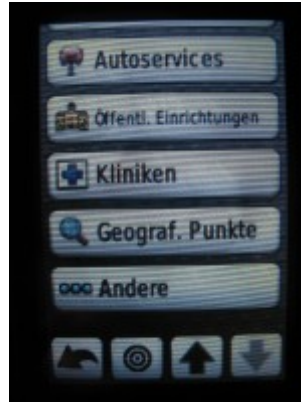 Autoservices
Öffentl. Einrichtungen
Kliniken
Geograf. Punkte
Andere